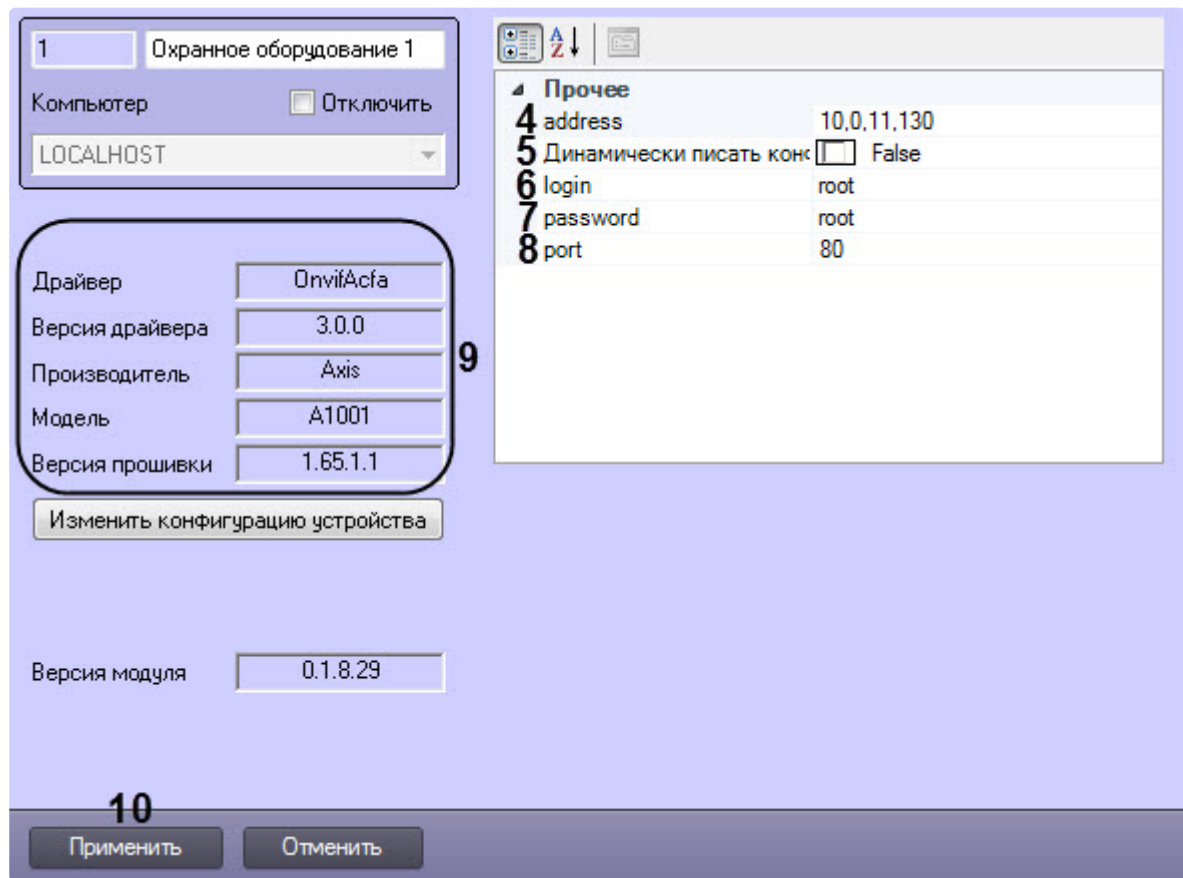 1 Охранное оборудование 1
Компьютер Отключить
LOCALHOST
Драйвер OnvifAcfa
Версия драйвера 3.0.0
Производитель Axis
Модель A1001
Версия прошивки 1.65.1.1
9
Изменить конфигурацию устройства
Версия модуля 0.1.8.29
Прочее
4 address 10,0,11,130
5 Динамически писать конс False
6 login root
7 password root
8 port 80
10
Применить Отменить